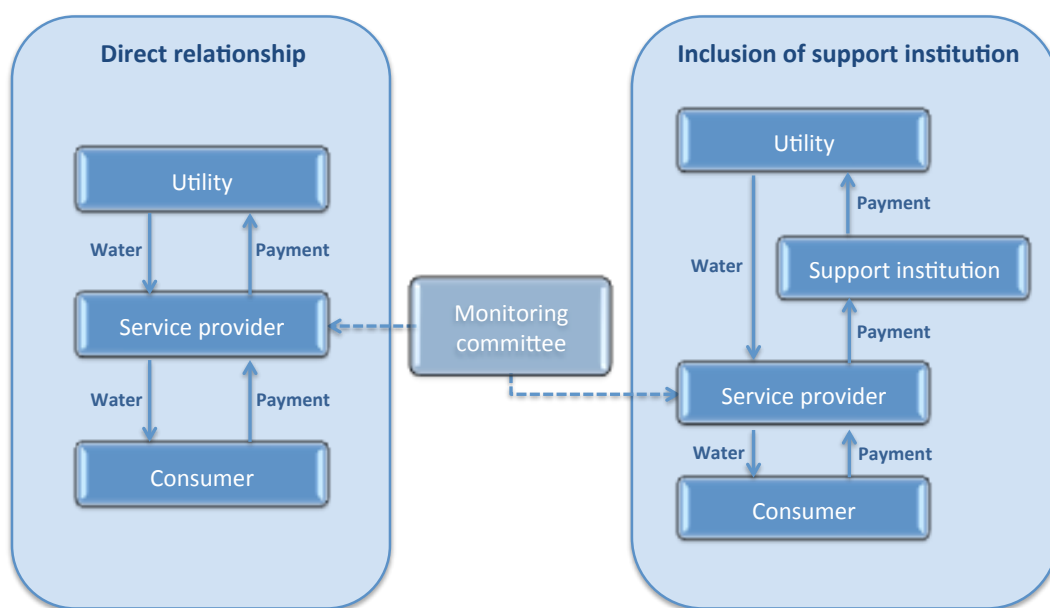 Direct relationship
Utility
Water
Payment
Service provider
Water
Payment
Consumer
Monitoring
committee
Inclusion of support institution
Utility
Payment
Water
Support institution
Payment
Service provider
Water
Payment
Consumer